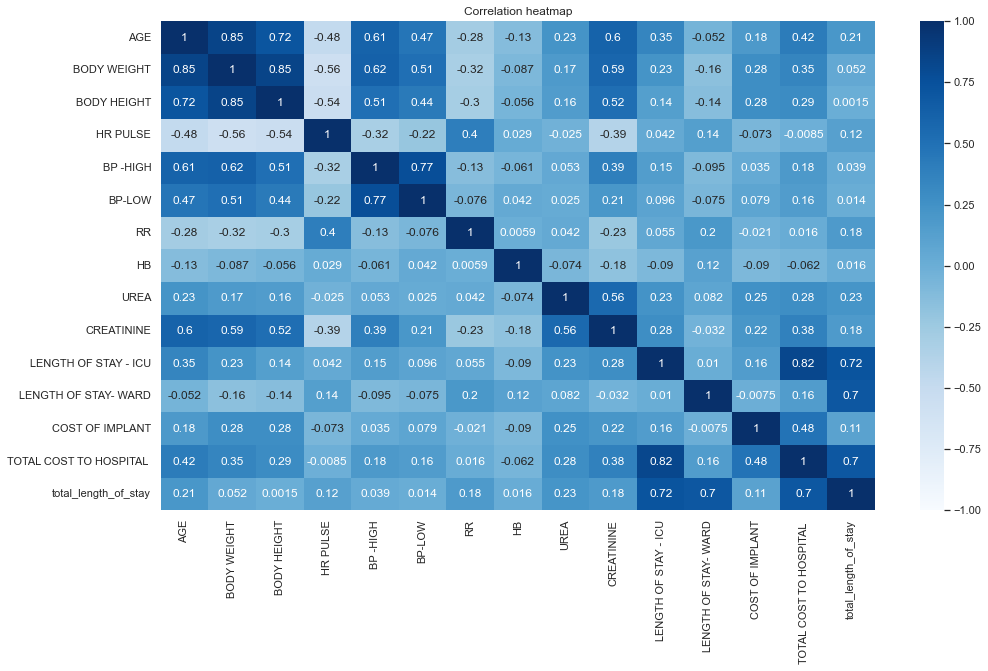 Correlation heatmap
AGE 1 0.85 0.72 -0.48 0.61 0.47 -0.28 -0.13 0.23 0.6 0.35 -0.052 0.18 0.42 0.21
BODY WEIGHT 0.85 1 0.85 -0.56 0.62 0.51 -0.32 -0.087 0.17 0.59 0.23 -0.16 0.28 0.35 0.052
BODY HEIGHT 0.72 0.85 1 -0.54 0.51 0.44 -0.3 -0.056 0.16 0.52 0.14 -0.14 0.28 0.29 0.0015
HR PULSE -0.48 -0.56 -0.54 1 -0.32 -0.22 0.4 0.029 -0.025 -0.39 0.042 0.14 -0.073 -0.0085 0.12
BP -HIGH 0.61 0.62 0.51 -0.32 1 0.77 -0.13 -0.061 0.053 0.39 0.15 -0.095 0.035 0.18 0.039
BP-LOW 0.47 0.51 0.44 -0.22 0.77 1 -0.076 0.042 0.025 0.21 0.096 -0.075 0.079 0.16 0.014
RR -0.28 -0.32 -0.3 0.4 -0.13 -0.076 1 0.0059 0.042 -0.23 0.055 0.2 -0.021 0.016 0.18
HB -0.13 -0.087 -0.056 0.029 -0.061 0.042 0.0059 1 -0.074 -0.18 -0.09 0.12 -0.09 -0.062 0.016
UREA 0.23 0.17 0.16 -0.025 0.053 0.025 0.042 -0.074 1 0.56 0.23 0.082 0.25 0.28 0.23
CREATININE 0.6 0.59 0.52 -0.39 0.39 0.21 -0.23 -0.18 0.56 1 0.28 -0.032 0.22 0.38 0.18
LENGTH OF STAY - ICU 0.35 0.23 0.14 0.042 0.15 0.096 0.055 -0.09 0.23 0.28 1 0.01 0.16 0.82 0.72
LENGTH OF STAY- WARD -0.052 -0.16 -0.14 0.14 -0.095 -0.075 0.2 0.12 0.082 -0.032 0.01 1 -0.0075 0.16 0.7
COST OF IMPLANT 0.18 0.28 0.28 -0.073 0.035 0.079 -0.021 -0.09 0.25 0.22 0.16 -0.0075 1 0.48 0.11
TOTAL COST TO HOSPITAL 0.42 0.35 0.29 -0.0085 0.18 0.16 0.016 -0.062 0.28 0.38 0.82 0.16 0.48 1 0.7
total_length_of_stay 0.21 0.052 0.0015 0.12 0.039 0.014 0.18 0.016 0.23 0.18 0.72 0.7 0.11 0.7 1
AGE
BODY WEIGHT
BODY HEIGHT
HR PULSE
BP -HIGH
BP-LOW
RR
HB
UREA
CREATININE
LENGTH OF STAY - ICU
LENGTH OF STAY- WARD
COST OF IMPLANT
TOTAL COST TO HOSPITAL
total_length_of_stay
1.00
0.75
0.50
0.25
0.00
-0.25
-0.50
-0.75
-1.00